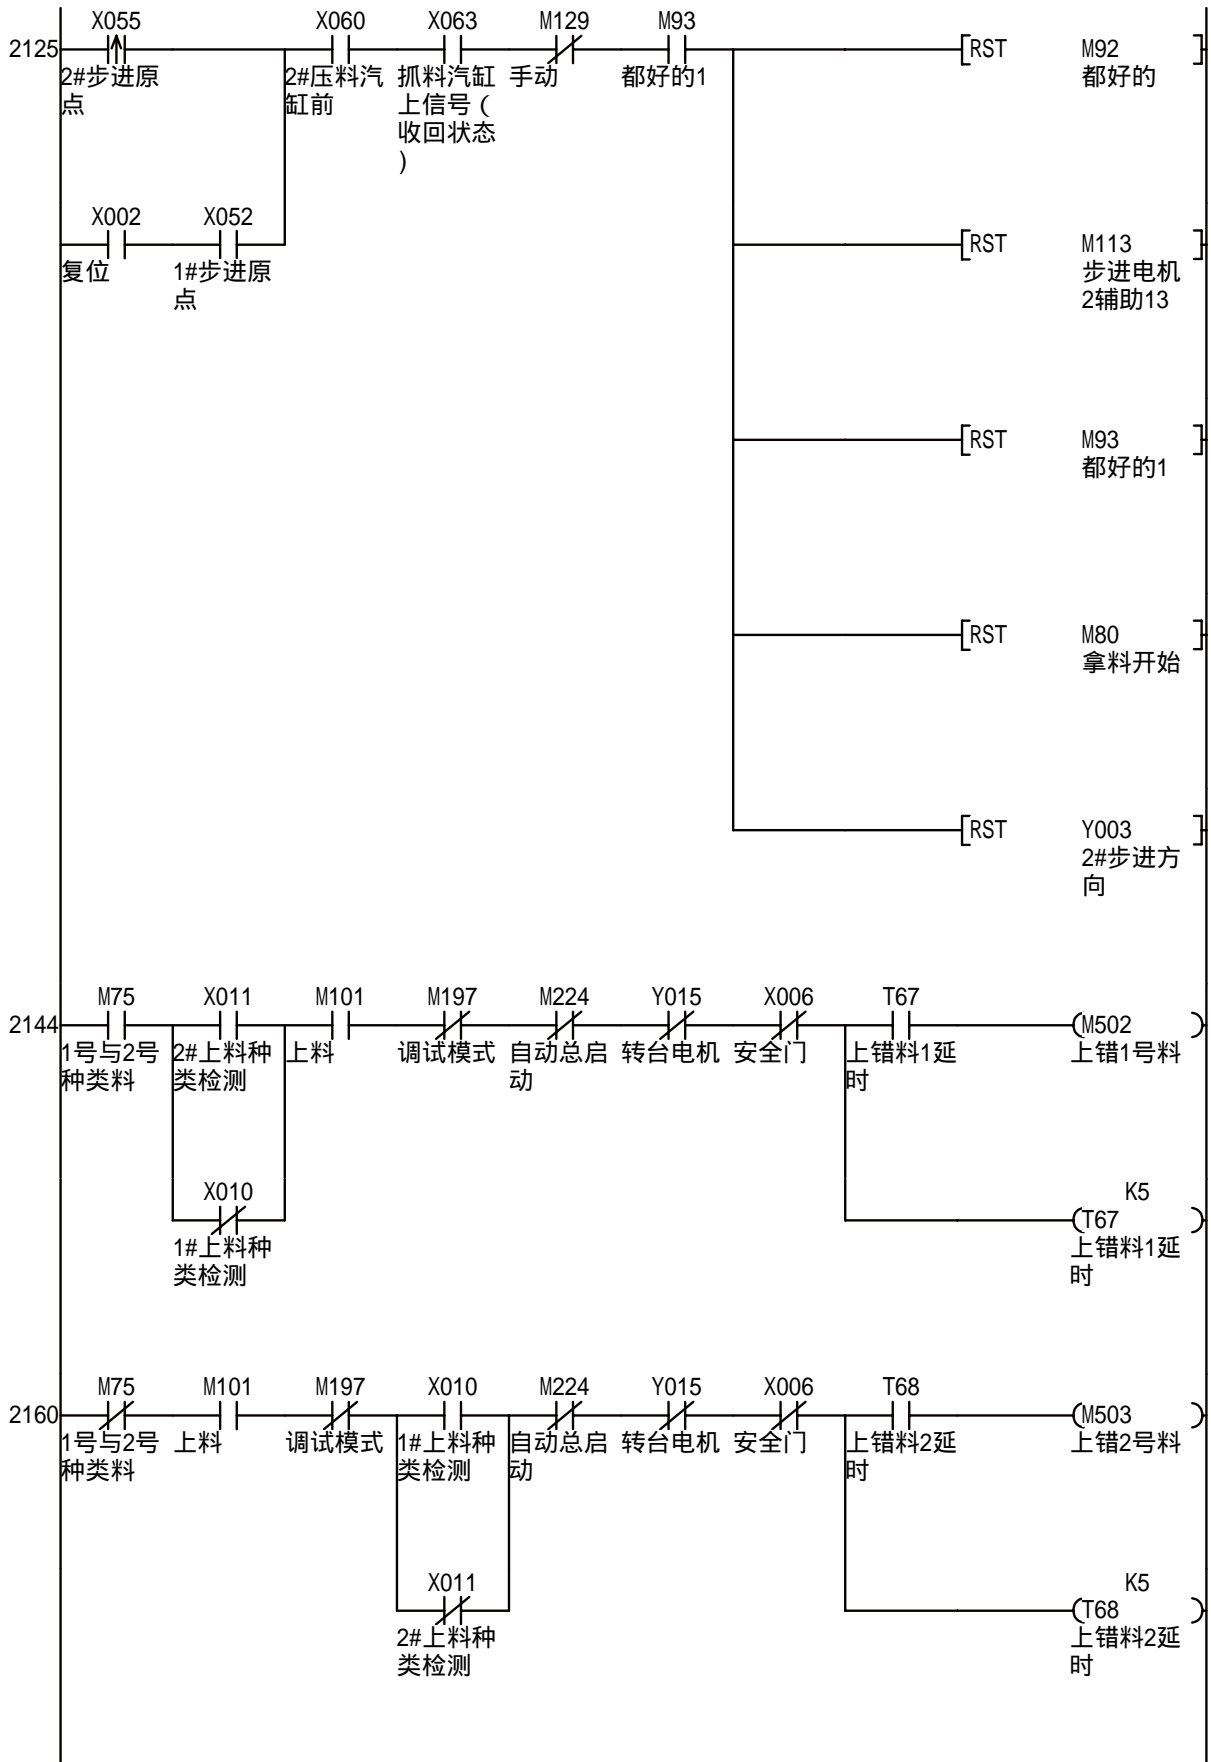 X055 X060 X063 M129 M93
2125 [RST M92 ]
2#步进原 2#压料汽 抓料汽缸 手动 都好的1 都好的
点 缸前 上信号（
收回状态
）
X002 X052
[RST M113 ]
复位 1#步进原 步进电机
点 2辅助13
[RST M93 ]
都好的1
[RST M80 ]
拿料开始
[RST Y003 ]
2#步进方
向
M75 X011 M101 M197 M224 Y015 X006 T67
2144 (M502 )
1号与2号 2#上料种 上料 调试模式 自动总启 转台电机 安全门 上错料1延 上错1号料
种类料 类检测 动 时
X010 K5
(T67 )
1#上料种 上错料1延
类检测 时
M75 M101 M197 X010 M224 Y015 X006 T68
2160 (M503 )
1号与2号 上料 调试模式 1#上料种 自动总启 转台电机 安全门 上错料2延 上错2号料
种类料 类检测 动 时
X011 K5
(T68 )
2#上料种 上错料2延
类检测 时